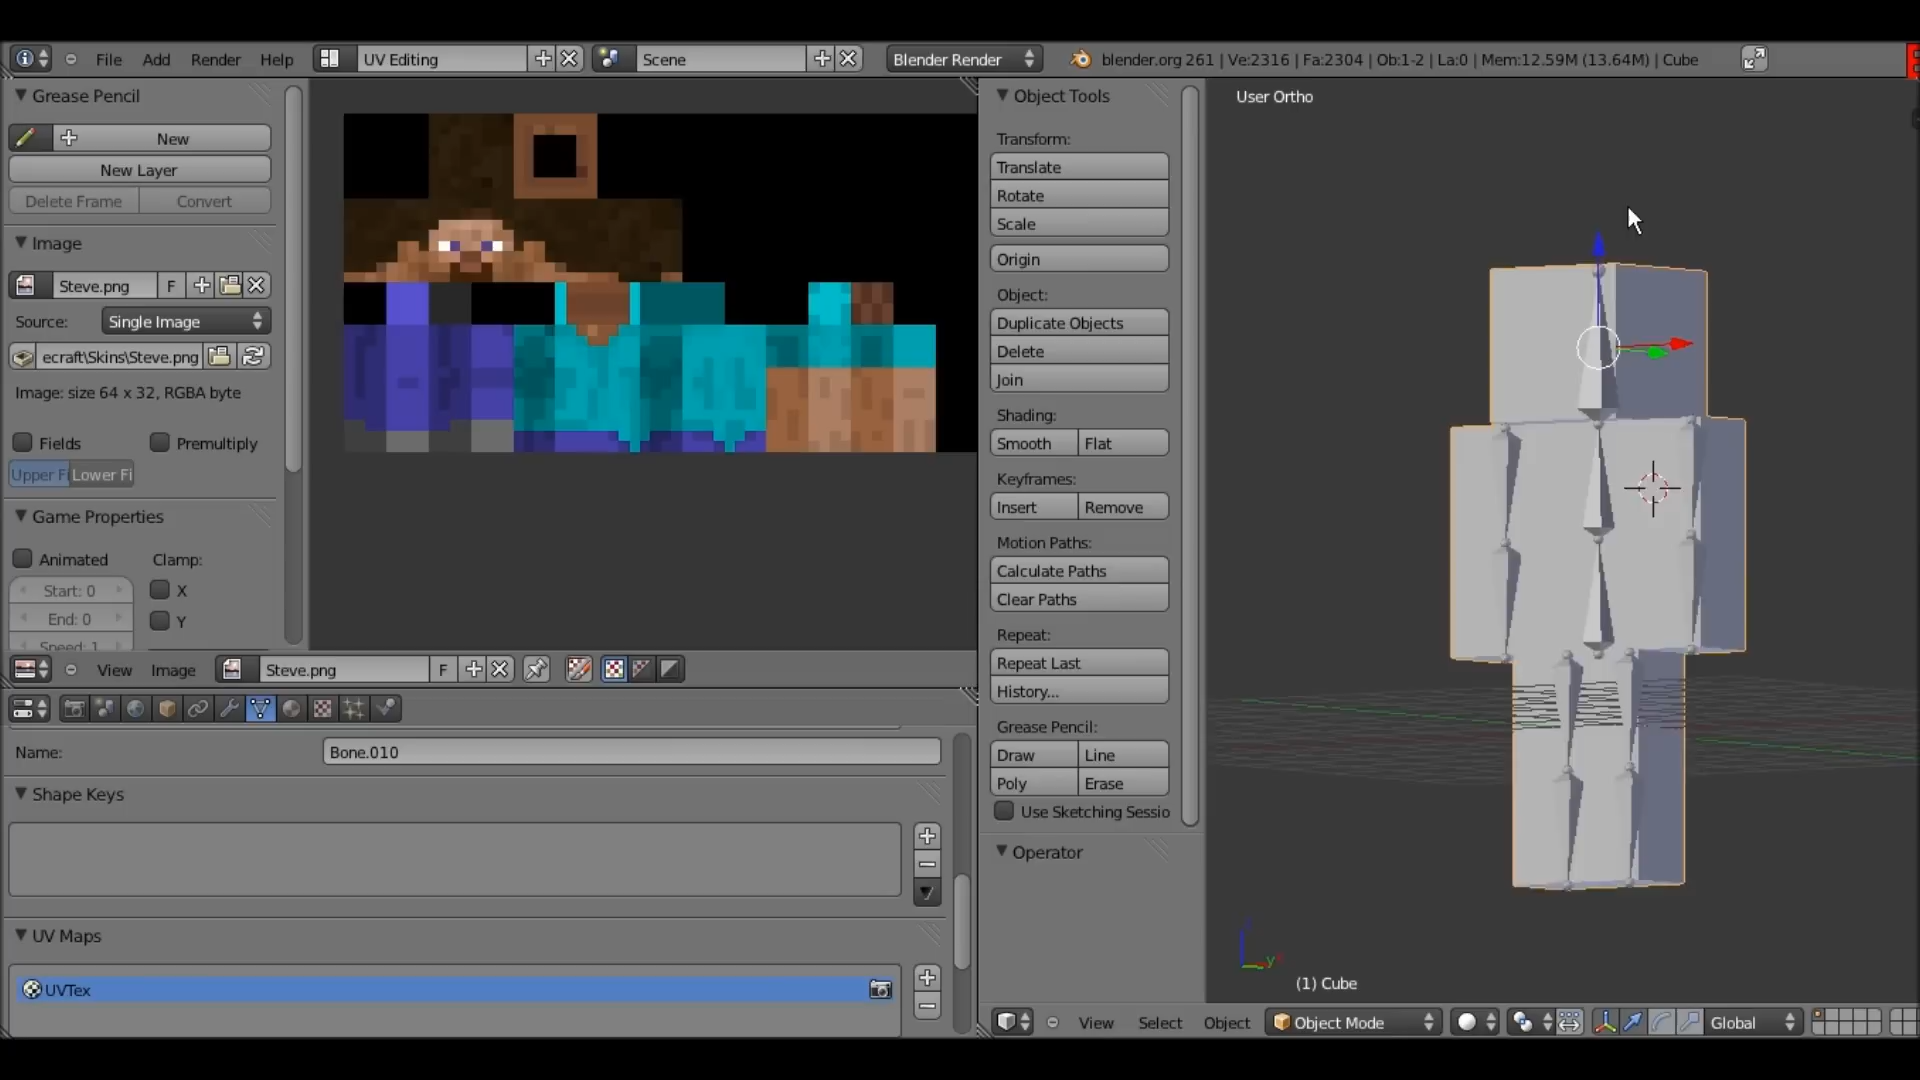 File Add Render Help UV Editing Scene Blender Render blender.org 261 | Ve:2316 | Fa:2304 | Ob:1-2 | La:0 | Mem:12.59M (13.64M) | Cube
Grease Pencil
New
New Layer
Delete Frame Convert
Image
Steve.png F
Source: Single Image
ecraft\Skins\Steve.png
Image: size 64 x 32, RGBA byte
Fields Premultiply
Upper Fi Lower Fi
Game Properties
Animated Clamp:
Start: 0 X
End: 0 Y
Speed: 1
View Image Steve.png F
Name: Bone.010
Shape Keys
UV Maps
UVTex
Object Tools
Transform:
Translate
Rotate
Scale
Origin
Object:
Duplicate Objects
Delete
Join
Shading:
Smooth Flat
Keyframes:
Insert Remove
Motion Paths:
Calculate Paths
Clear Paths
Repeat:
Repeat Last
History...
Grease Pencil:
Draw Line
Poly Erase
Use Sketching Sessio
Operator
User Ortho
y
(1) Cube
View Select Object Object Mode Global